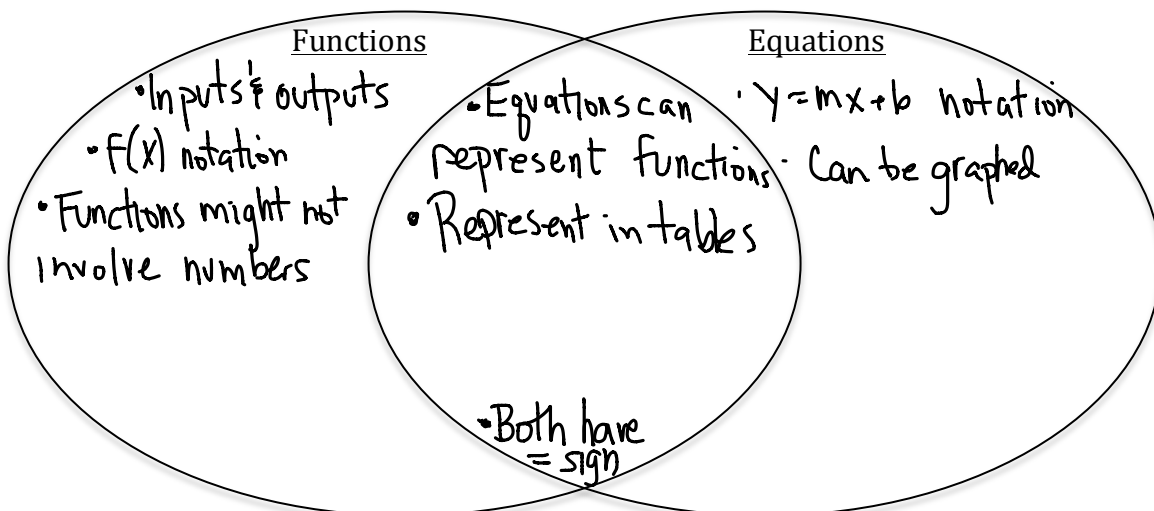 Functions
• Inputs & outputs
• F(x) notation
• Functions might not
involve numbers
• Equations can
represent functions
• Represent in tables
• Both have
= sign
Equations
• y=mx+b notation
• Can be graphed